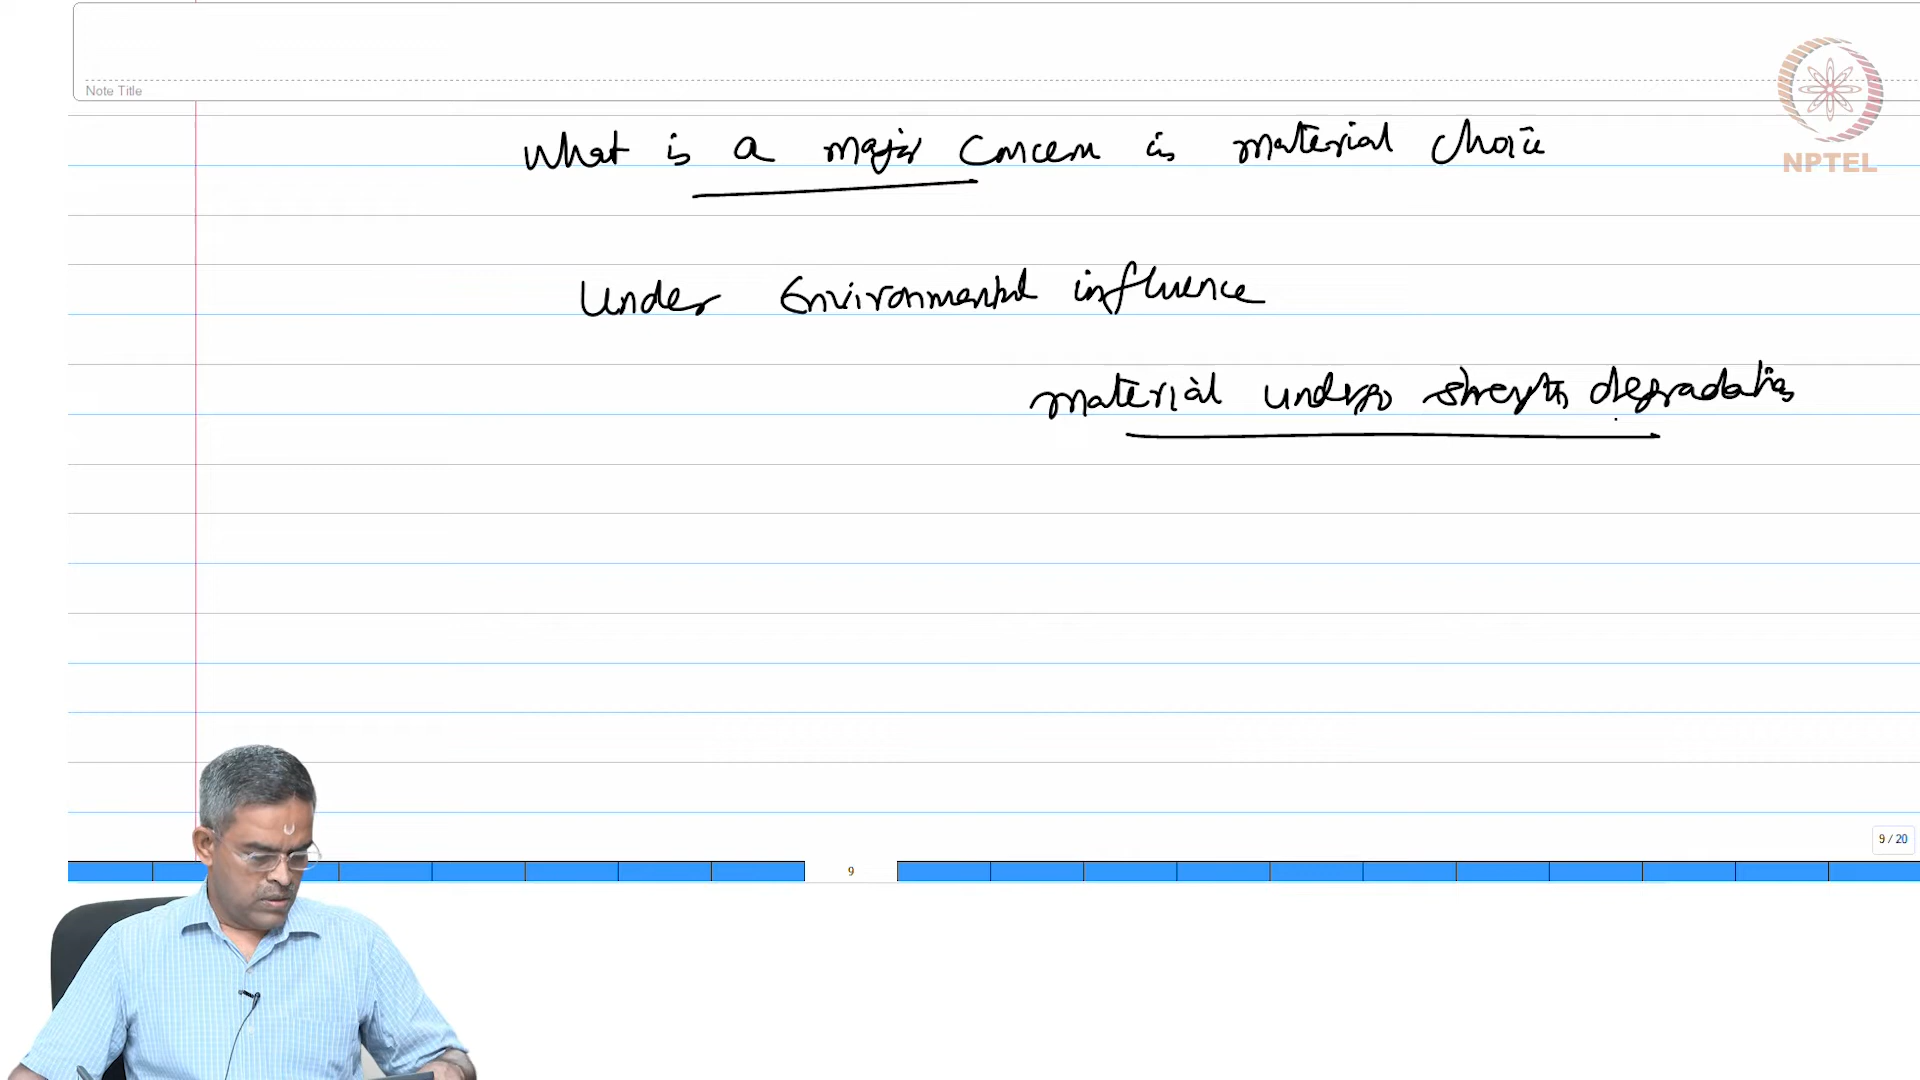 Note Title
NPTEL
What is a major concern is material choice
Under Environmental influence
material undergo strength degradation
9 / 20
9